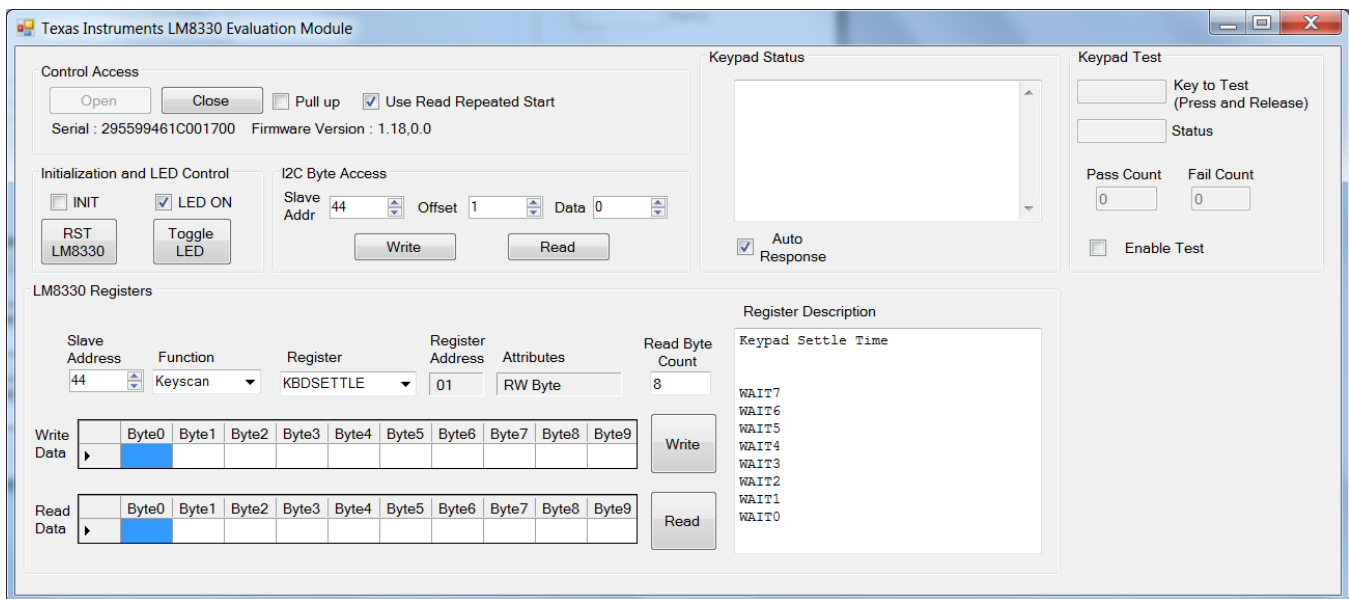 Texas Instruments LM8330 Evaluation Module
Control Access
Open
Close
Pull up
Use Read Repeated Start
Serial : 295599461C001700 Firmware Version : 1.18,0.0
Initialization and LED Control
INIT
LED ON
RST
LM8330
Toggle
LED
I2C Byte Access
Slave
Addr
44
Offset
1
Data
0
Write
Read
Keypad Status
Auto
Response
Keypad Test
Key to Test
(Press and Release)
Status
Pass Count
Fail Count
0
0
Enable Test
LM8330 Registers
Slave
Address
44
Function
Keyscan
Register
KBDSETTLE
Register
Address
01
Attributes
RW Byte
Read Byte
Count
8
Write
Data
Byte0 Byte1 Byte2 Byte3 Byte4 Byte5 Byte6 Byte7 Byte8 Byte9
Write
Read
Data
Byte0 Byte1 Byte2 Byte3 Byte4 Byte5 Byte6 Byte7 Byte8 Byte9
Read
Register Description
Keypad Settle Time
WAIT7
WAIT6
WAIT5
WAIT4
WAIT3
WAIT2
WAIT1
WAIT0